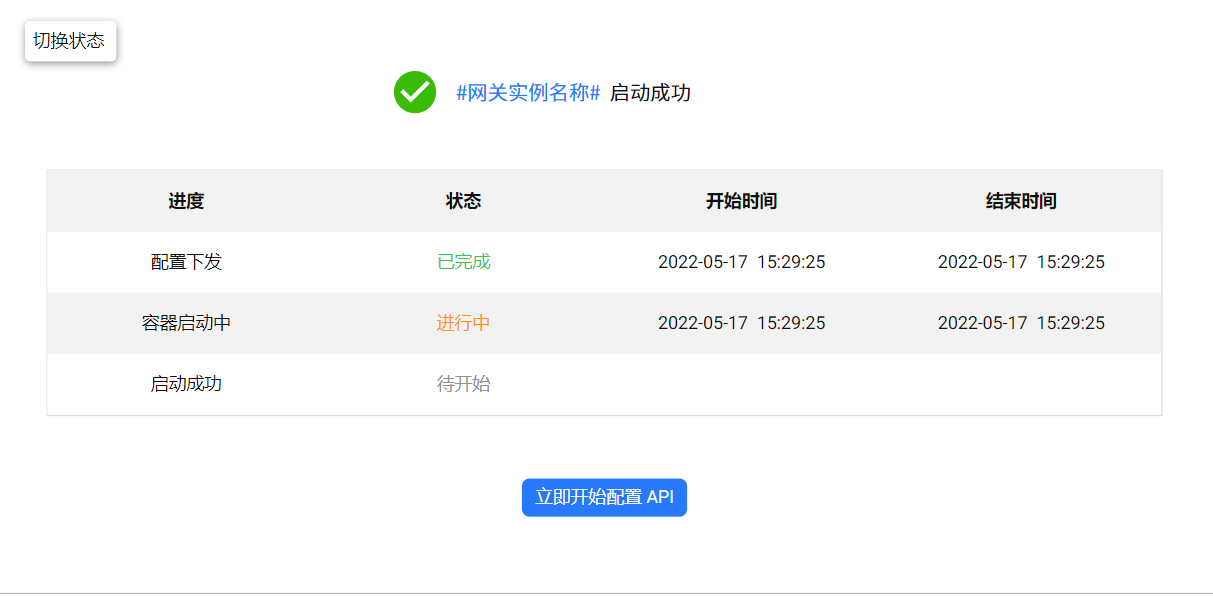 切换状态
#网关实例名称# 启动成功
进度 状态 开始时间 结束时间
配置下发 已完成 2022-05-17 15:29:25 2022-05-17 15:29:25
容器启动中 进行中 2022-05-17 15:29:25 2022-05-17 15:29:25
启动成功 待开始
立即开始配置 API